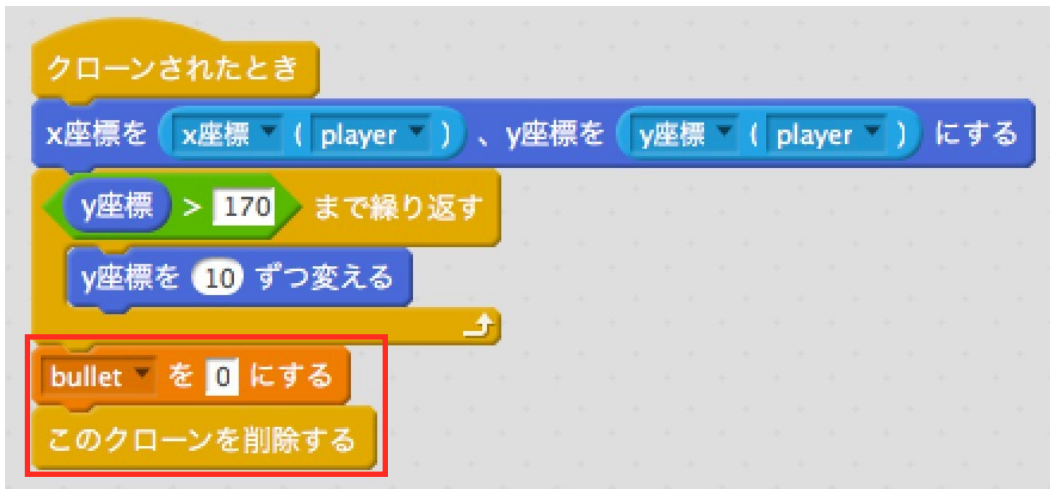 クローンされたとき
x座標を x座標 ( player ) 、y座標を y座標 ( player ) にする
y座標 > 170 まで繰り返す
y座標を 10 ずつ変える
bullet を 0 にする
このクローンを削除する